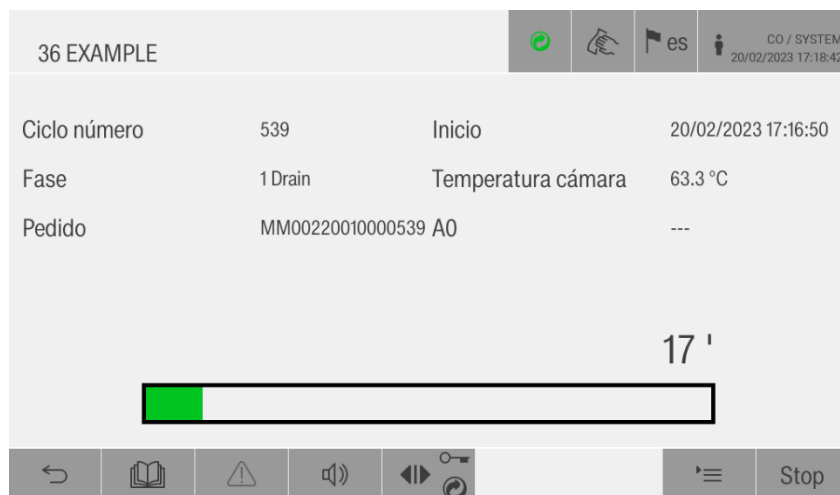 36 EXAMPLE
es
CO / SYSTEM
20/02/2023 17:18:42
Ciclo número 539 Inicio 20/02/2023 17:16:50
Fase 1 Drain Temperatura cámara 63.3 °C
Pedido MM00220010000539 A0 ---
17 '
Stop